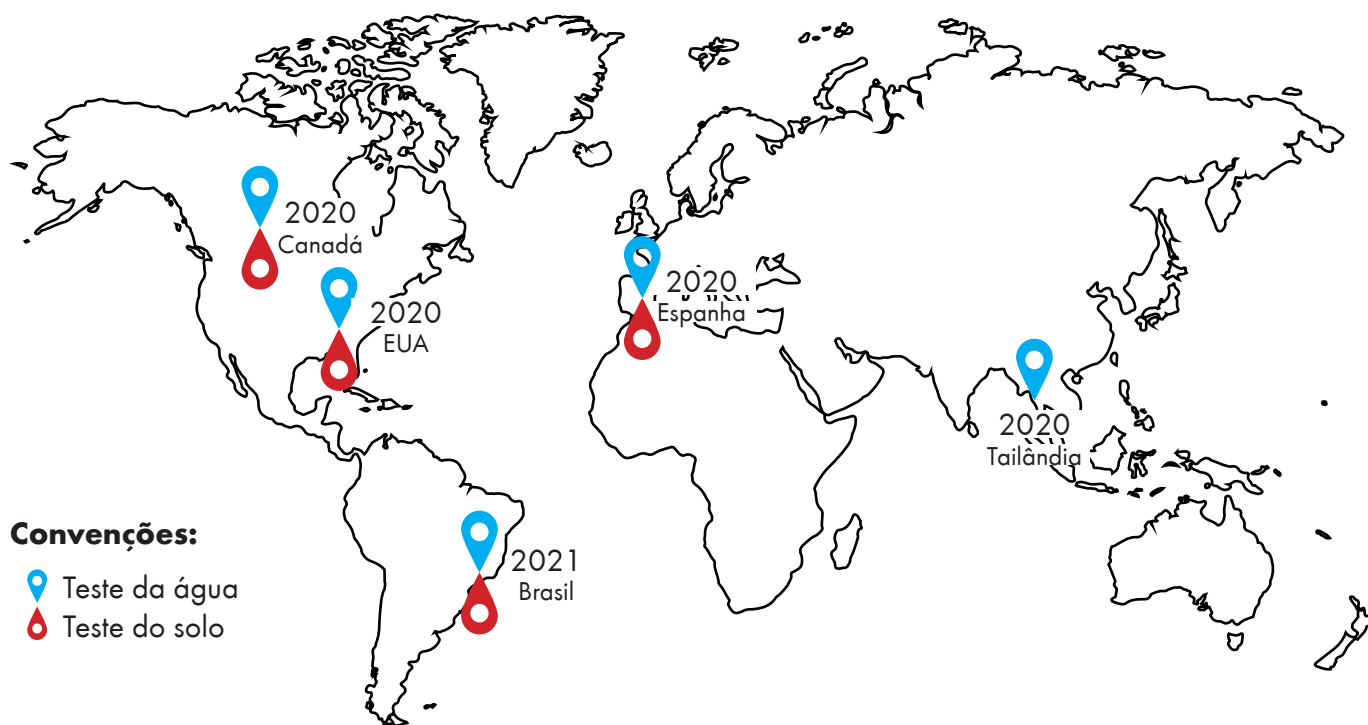 2020
Canadá
2020
EUA
2020
Espanha
2020
Tailândia
2021
Brasil
Convenções:
Teste da água
Teste do solo